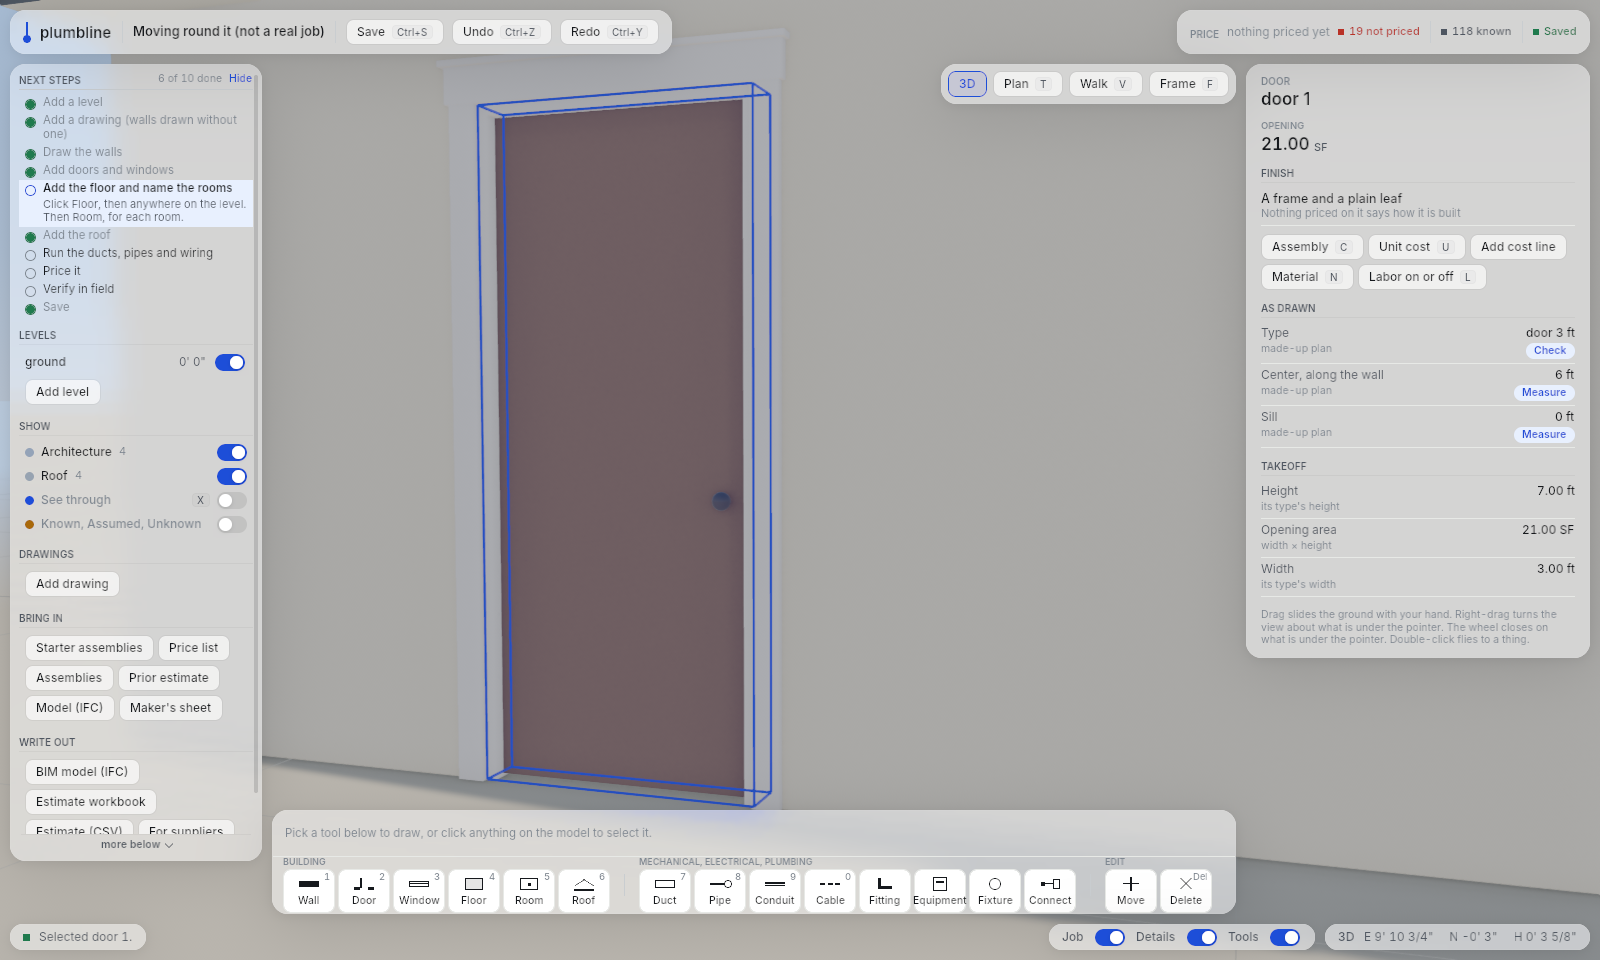 plumbline
Moving round it (not a real job)
Save Ctrl+S
Undo Ctrl+Z
Redo Ctrl+Y
PRICE nothing priced yet
19 not priced
118 known
Saved
NEXT STEPS 6 of 10 done Hide
Add a level
Add a drawing (walls drawn without
one)
Draw the walls
Add doors and windows
Add the floor and name the rooms
Click Floor, then anywhere on the level.
Then Room, for each room.
Add the roof
Run the ducts, pipes and wiring
Price it
Verify in field
Save
LEVELS
ground 0' 0"
Add level
SHOW
Architecture 4
Roof 4
See through X
Known, Assumed, Unknown
DRAWINGS
Add drawing
BRING IN
Starter assemblies Price list
Assemblies Prior estimate
Model (IFC) Maker's sheet
WRITE OUT
BIM model (IFC)
Estimate workbook
Estimate (CSV) For suppliers
more below
3D
Plan T
Walk V
Frame F
DOOR
door 1
OPENING
21.00 SF
FINISH
A frame and a plain leaf
Nothing priced on it says how it is built
Assembly C Unit cost U Add cost line
Material N Labor on or off L
AS DRAWN
Type door 3 ft
made-up plan Check
Center, along the wall 6 ft
made-up plan Measure
Sill 0 ft
made-up plan Measure
TAKEOFF
Height 7.00 ft
its type's height
Opening area 21.00 SF
width × height
Width 3.00 ft
its type's width
Drag slides the ground with your hand. Right-drag turns the
view about what is under the pointer. The wheel closes on
what is under the pointer. Double-click flies to a thing.
Pick a tool below to draw, or click anything on the model to select it.
BUILDING MECHANICAL, ELECTRICAL, PLUMBING EDIT
1 2 3 4 5 6 7 8 9 0 Del
Wall Door Window Floor Room Roof Duct Pipe Conduit Cable Fitting Equipment Fixture Connect Move Delete
Selected door 1.
Job Details Tools
3D E 9' 10 3/4" N -0' 3" H 0' 3 5/8"